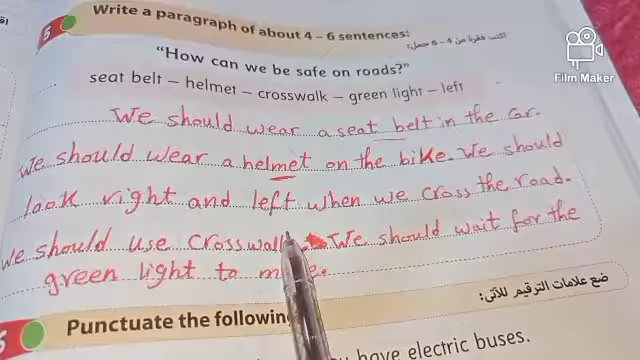 5 Write a paragraph of about 4 – 6 sentences:
اكتب فقرة من 4 – 6 جمل:
"How can we be safe on roads?"
seat belt – helmet – crosswalk – green light – left
Film Maker
We should wear a seat belt in the car.
We should wear a helmet on the bike. We should
look right and left when we cross the road.
We should use crosswalk We should wait for the
green light to
ضع علامات الترقيم للآتي:
Punctuate the following
have electric buses.